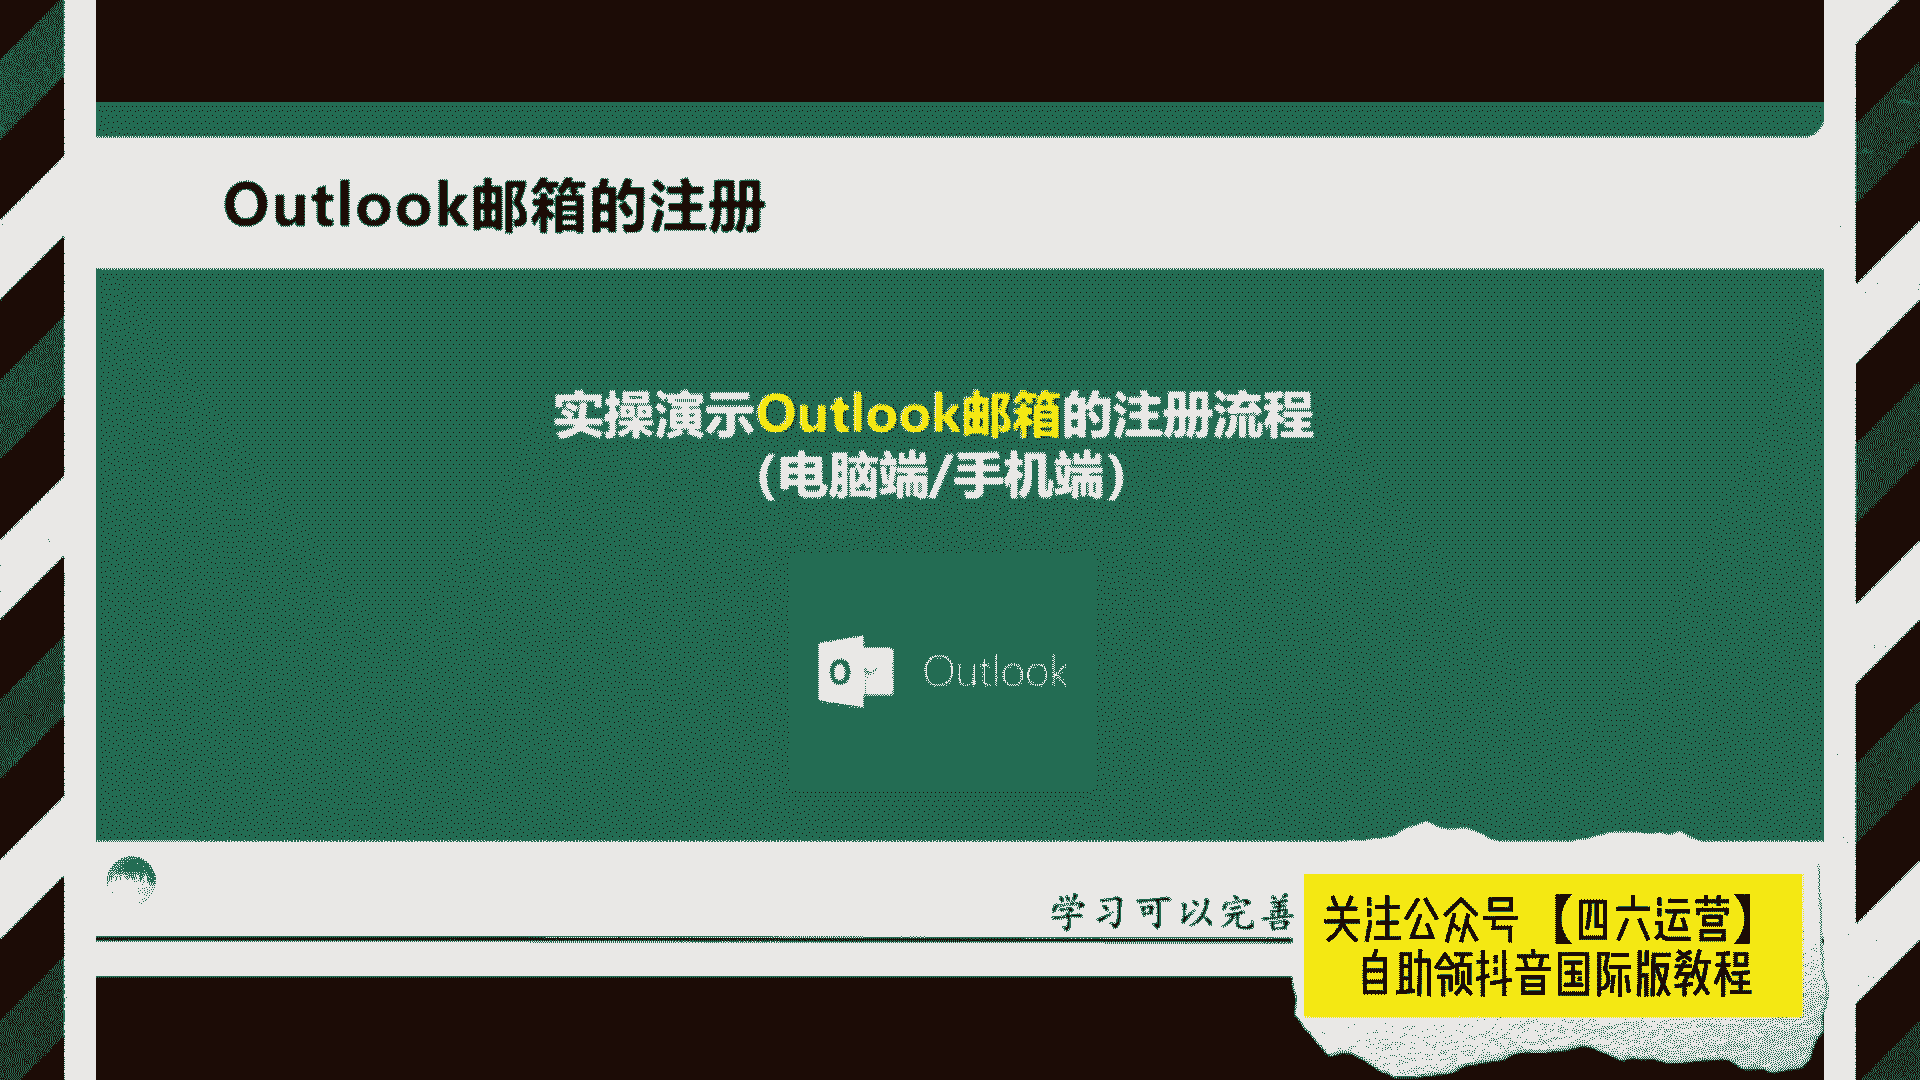 Outlook邮箱的注册
实操演示Outlook邮箱的注册流程
(电脑端/手机端)
O Outlook
学习可以完善
关注公众号【四六运营】
自助领抖音国际版教程